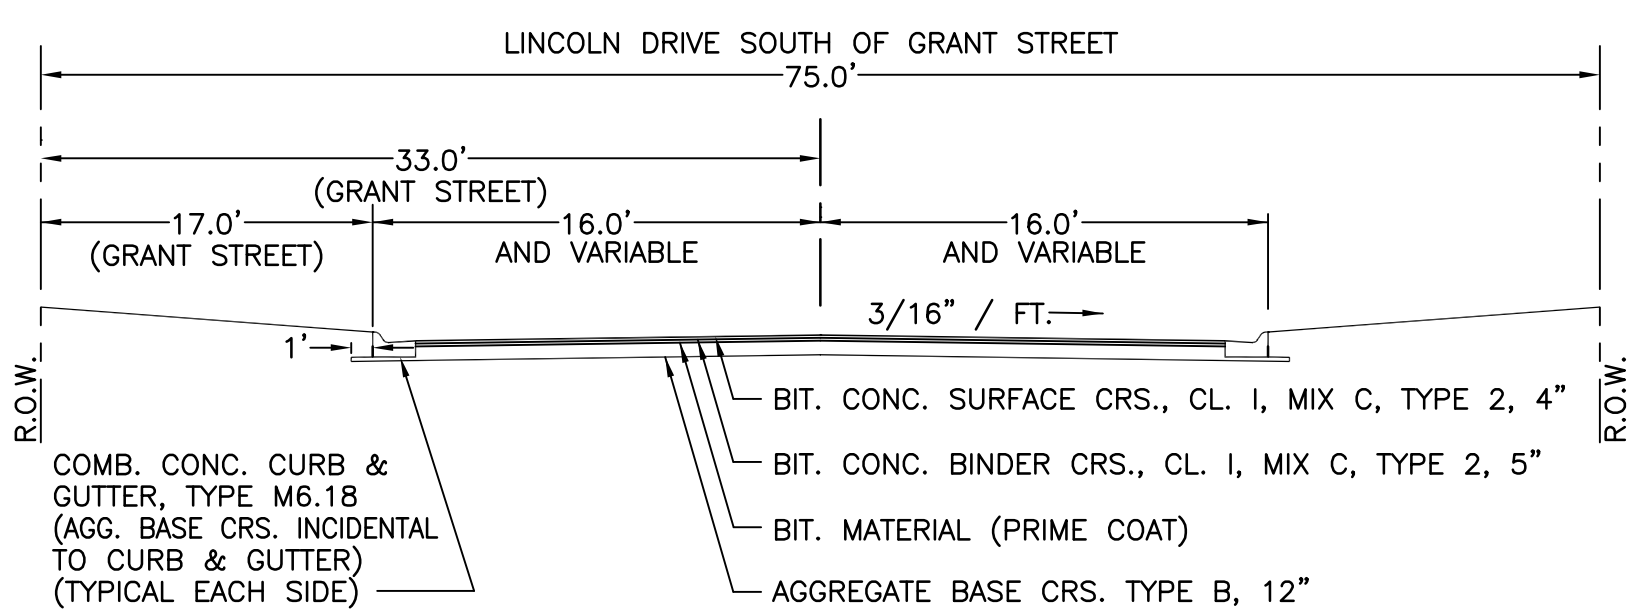 LINCOLN DRIVE SOUTH OF GRANT STREET
75.0'
33.0'
(GRANT STREET)
17.0'
(GRANT STREET)
16.0'
AND VARIABLE
16.0'
AND VARIABLE
3/16" / FT.
1'
R.O.W.
R.O.W.
BIT. CONC. SURFACE CRS., CL. I, MIX C, TYPE 2, 4"
BIT. CONC. BINDER CRS., CL. I, MIX C, TYPE 2, 5"
BIT. MATERIAL (PRIME COAT)
AGGREGATE BASE CRS. TYPE B, 12"
COMB. CONC. CURB &
GUTTER, TYPE M6.18
(AGG. BASE CRS. INCIDENTAL
TO CURB & GUTTER)
(TYPICAL EACH SIDE)